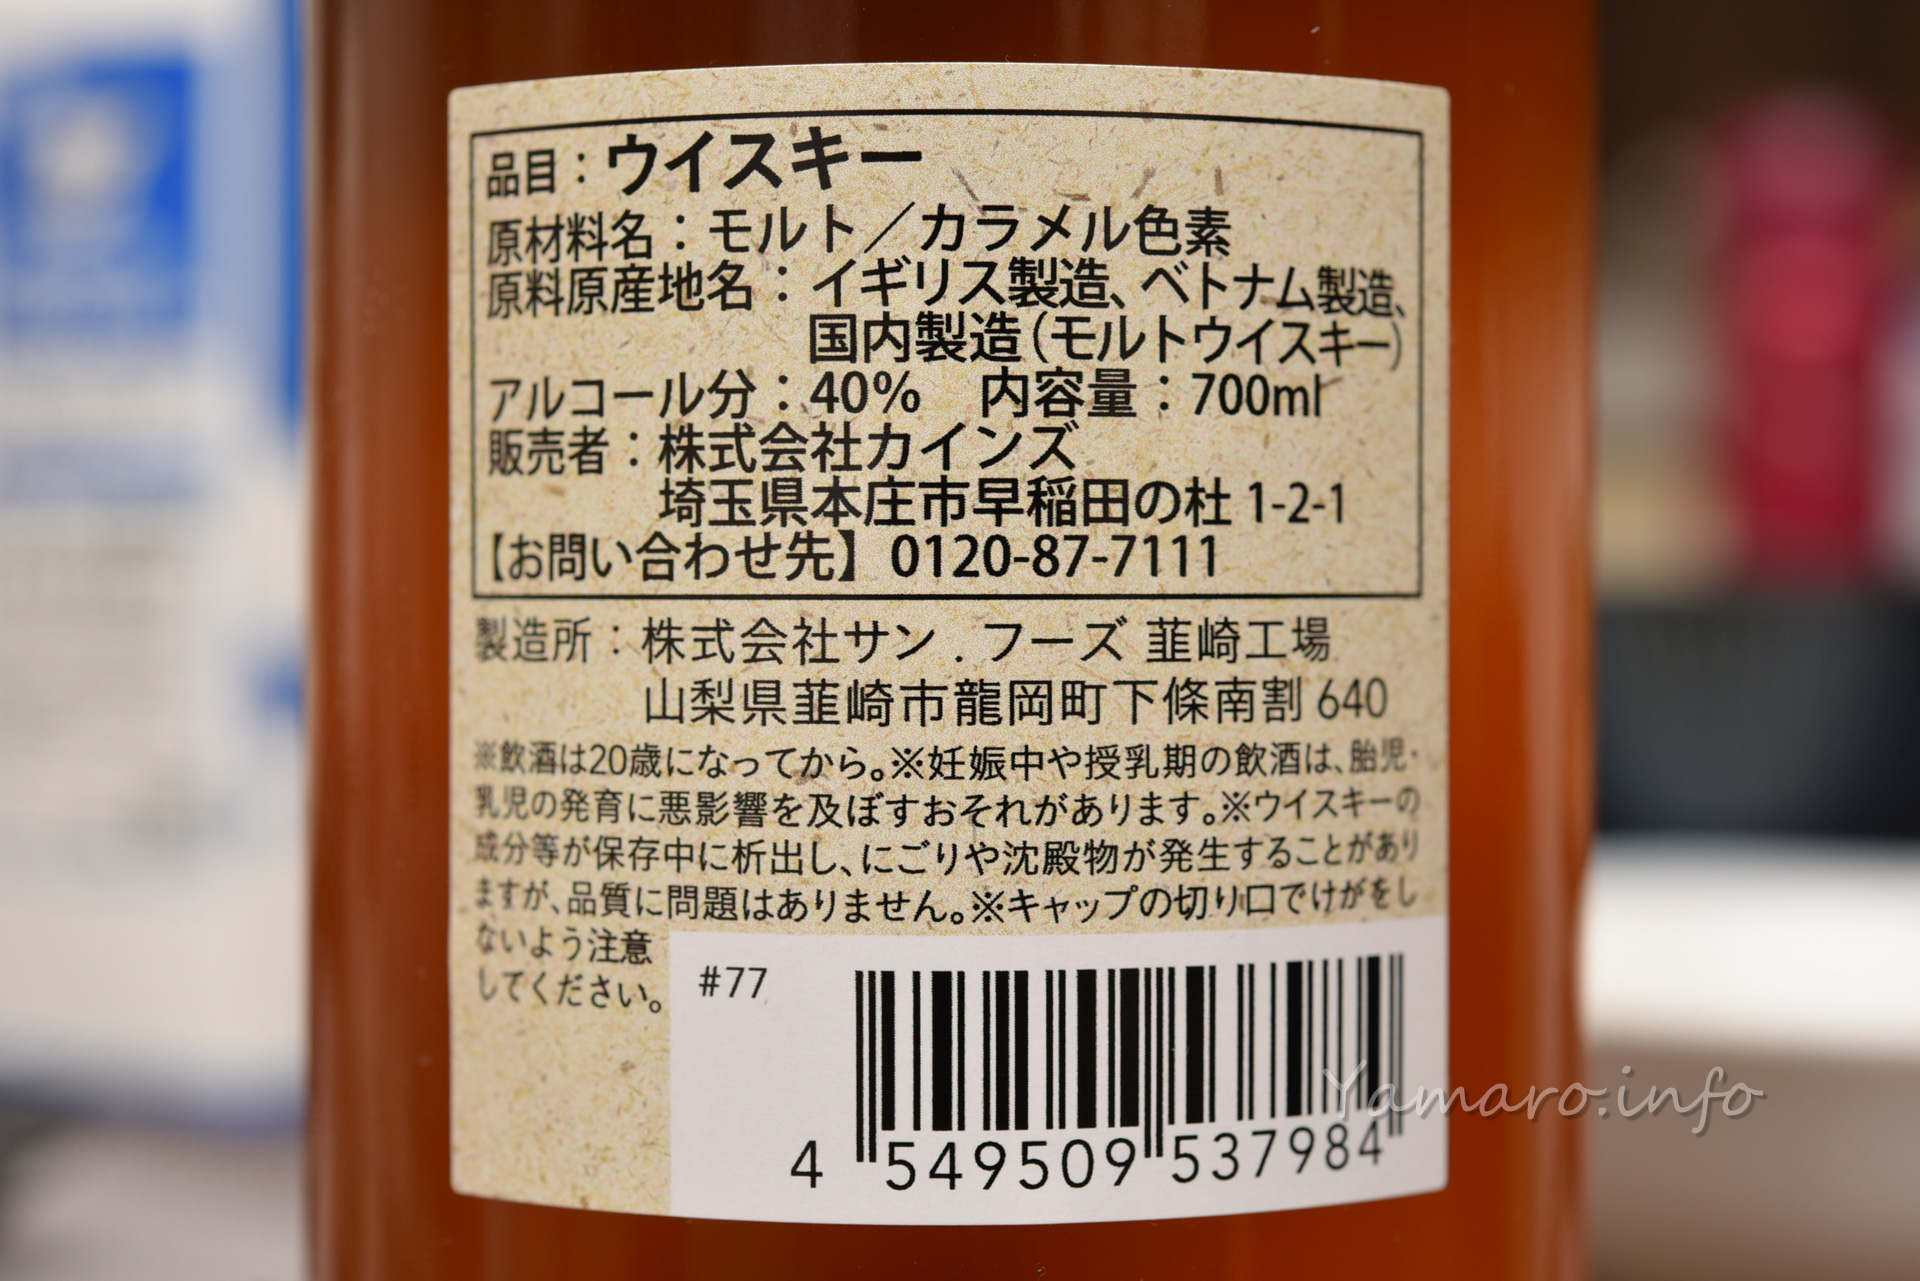 品目：ウイスキー
原材料名：モルト／カラメル色素
原料原産地名：イギリス製造、ベトナム製造、
国内製造（モルトウイスキー）
アルコール分：40%　内容量：700ml
販売者：株式会社カインズ
埼玉県本庄市早稲田の杜 1-2-1
【お問い合わせ先】0120-87-7111
製造所：株式会社サン．フーズ 韮崎工場
山梨県韮崎市龍岡町下條南割 640
※飲酒は20歳になってから。※妊娠中や授乳期の飲酒は、胎児・
乳児の発育に悪影響を及ぼすおそれがあります。※ウイスキーの
成分等が保存中に析出し、にごりや沈殿物が発生することがあり
ますが、品質に問題はありません。※キャップの切り口でけがをし
ないよう注意
してください。
#77
4 549509 537984
Yamaro.info